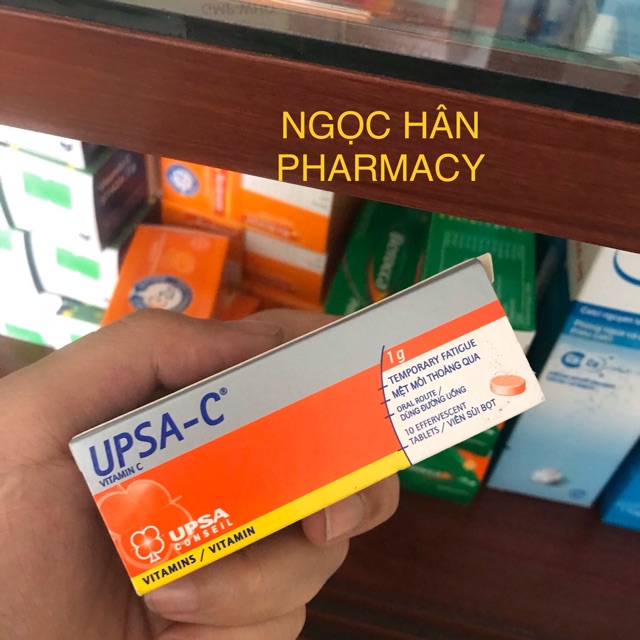 NGỌC HÂN
PHARMACY
UPSA-C®
VITAMIN C
1g
TEMPORARY FATIGUE
MỆT MỎI THOÁNG QUA
ORAL ROUTE /
DÙNG ĐƯỜNG UỐNG
10 EFFERVESCENT
TABLETS / VIÊN SỦI BỌT
UPSA
CONSEIL
VITAMINS / VITAMIN